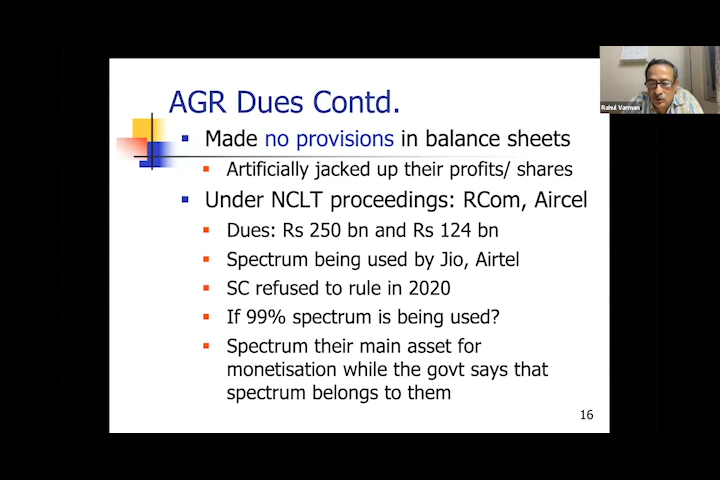 AGR Dues Contd.
Made no provisions in balance sheets
Artificially jacked up their profits/ shares
Under NCLT proceedings: RCom, Aircel
Dues: Rs 250 bn and Rs 124 bn
Spectrum being used by Jio, Airtel
SC refused to rule in 2020
If 99% spectrum is being used?
Spectrum their main asset for
monetisation while the govt says that
spectrum belongs to them
16
Rahul Varman